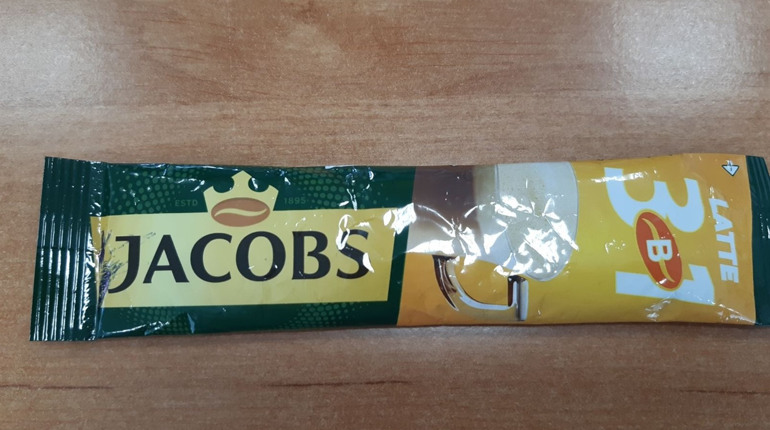 ESTD 1895
JACOBS
3
В
1
LATTE